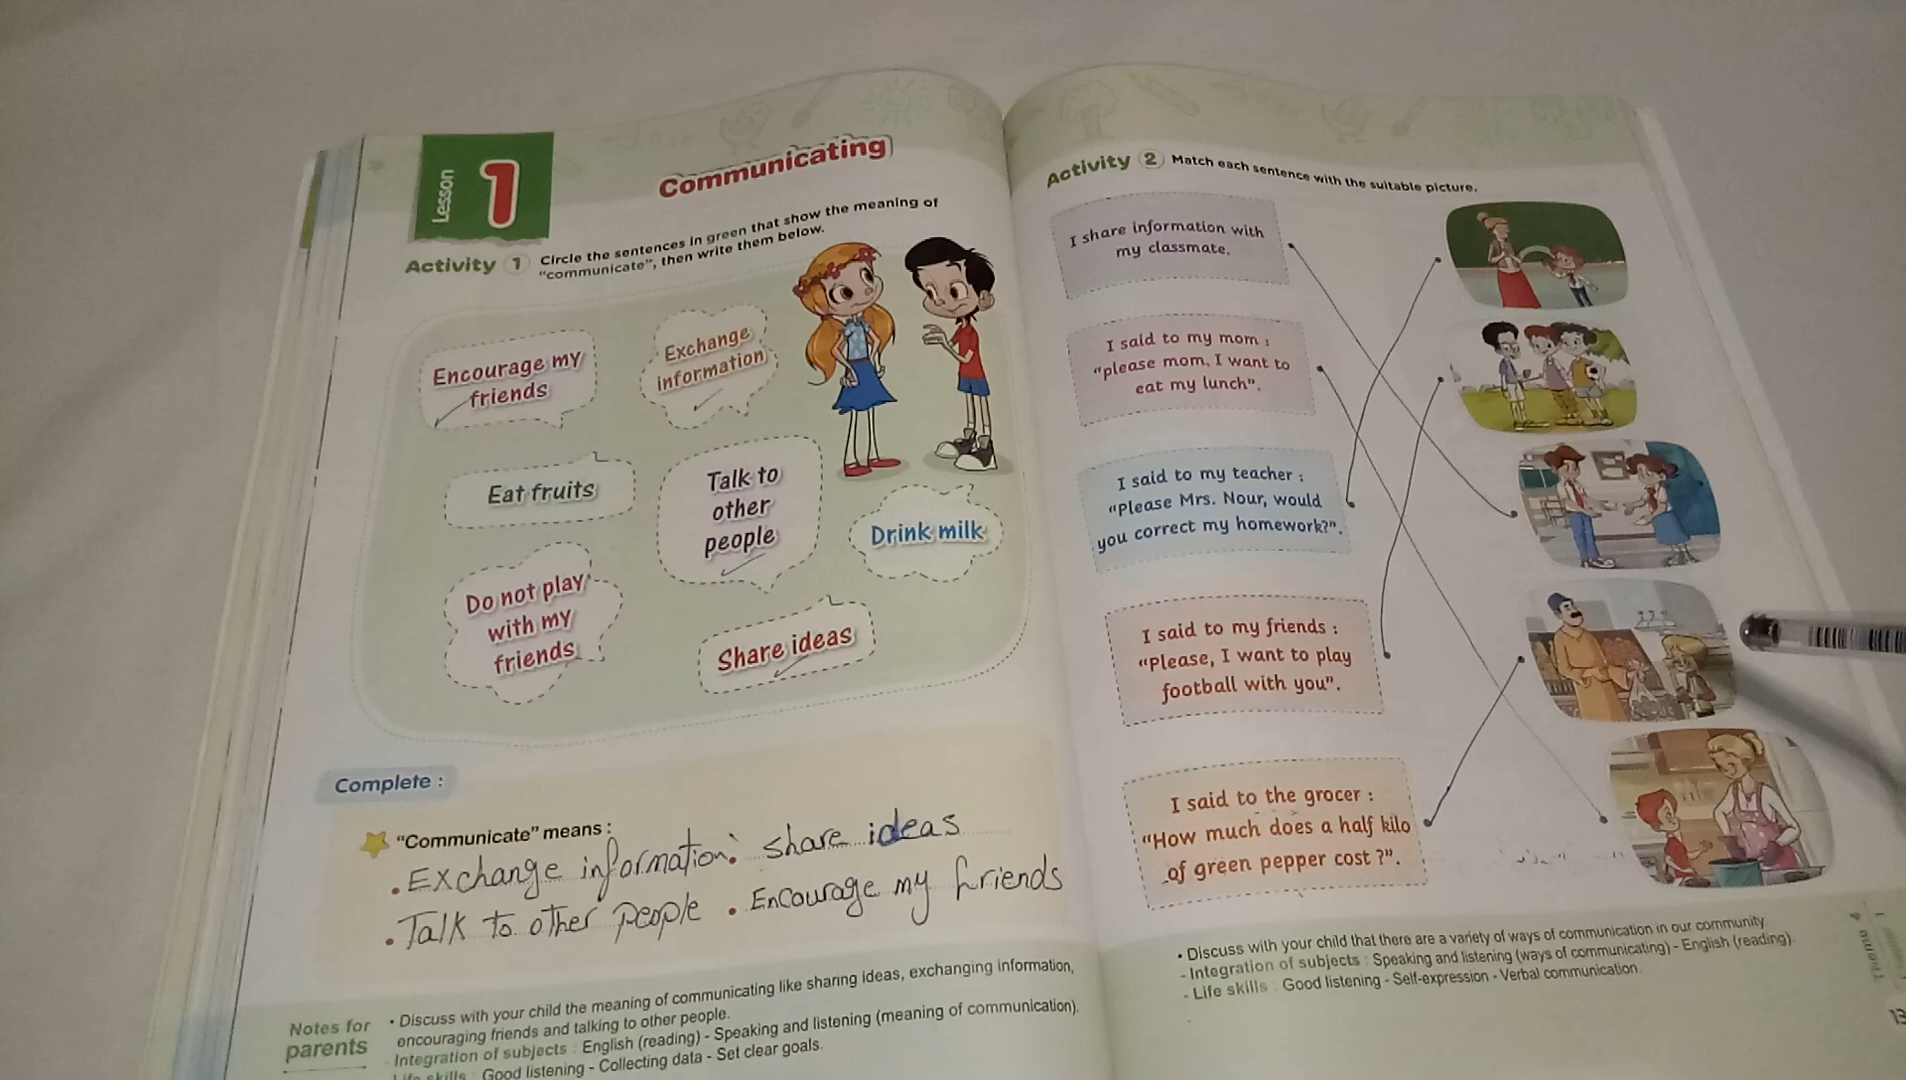 Lesson
1
Communicating
Activity 1 Circle the sentences in green that show the meaning of
“communicate”, then write them below.
Encourage my
friends
Exchange
information
Eat fruits
Talk to
other
people
Drink milk
Do not play
with my
friends
Share ideas
Complete :
“Communicate” means :
. Exchange information . share ideas
. Talk to other people . Encourage my friends
Notes for
parents
• Discuss with your child the meaning of communicating like sharing ideas, exchanging information,
encouraging friends and talking to other people.
- Integration of subjects : English (reading) - Speaking and listening (meaning of communication).
- Life skills : Good listening - Collecting data - Set clear goals.
Activity 2 Match each sentence with the suitable picture.
I share information with
my classmate.
I said to my mom :
“please mom, I want to
eat my lunch”.
I said to my teacher :
“Please Mrs. Nour, would
you correct my homework?”.
I said to my friends :
“Please, I want to play
football with you”.
I said to the grocer :
“How much does a half kilo
of green pepper cost ?”.
• Discuss with your child that there are a variety of ways of communication in our community
- Integration of subjects : Speaking and listening (ways of communicating) - English (reading).
- Life skills : Good listening - Self-expression - Verbal communication.
Theme 4
13